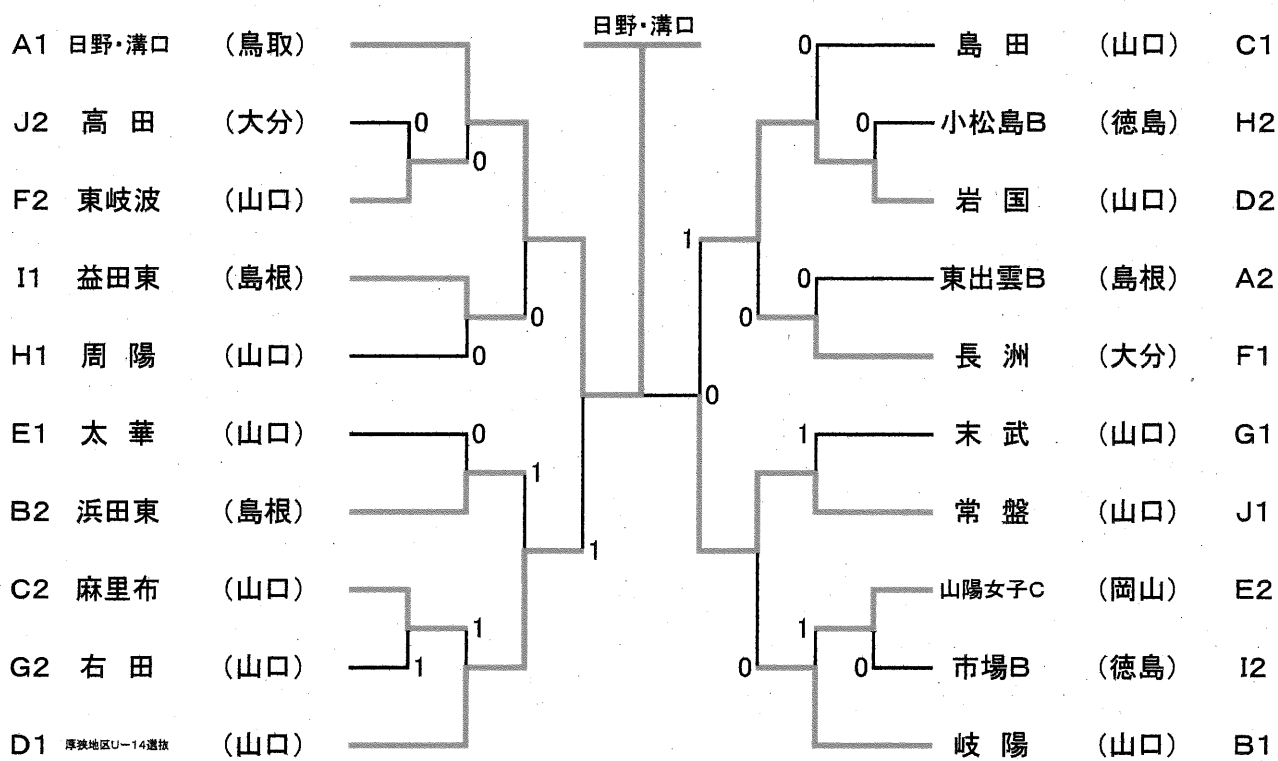 日野・溝口
A1 日野・溝口 (鳥取) 0 島田 (山口) C1
J2 高田 (大分) 0 0 小松島B (徳島) H2
0
F2 東岐波 (山口) 岩国 (山口) D2
1
I1 益田東 (島根) 0 東出雲B (島根) A2
0 0
H1 周陽 (山口) 0 長洲 (大分) F1
0
E1 太華 (山口) 0 1 末武 (山口) G1
1
B2 浜田東 (島根) 常盤 (山口) J1
1
C2 麻里布 (山口) 山陽女子C (岡山) E2
1 1
G2 右田 (山口) 1 0 0 市場B (徳島) I2
D1 厚狭地区U-14選抜 (山口) 岐陽 (山口) B1